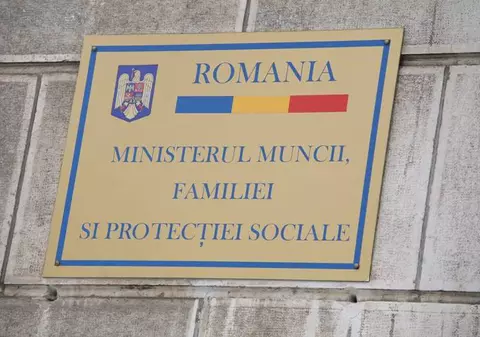 ROMANIA
MINISTERUL MUNCII,
FAMILIEI
SI PROTECȚIEI SOCIALE